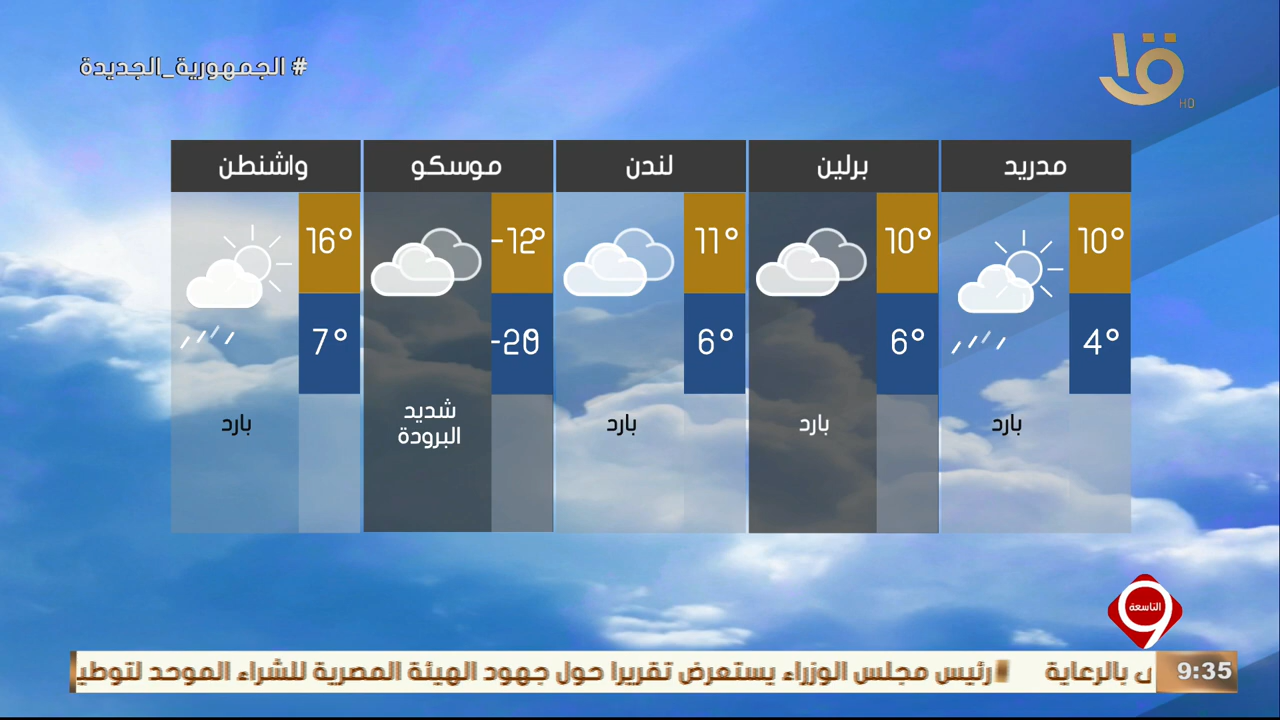 # الجمهورية_الجديدة
HD
مدريد
10°
4°
بارد
برلين
10°
6°
بارد
لندن
11°
6°
بارد
موسكو
-12°
-20
شديد
البرودة
واشنطن
16°
7°
بارد
التاسعة
9
9:35
بالرعاية
رئيس مجلس الوزراء يستعرض تقريرا حول جهود الهيئة المصرية للشراء الموحد لتوطي